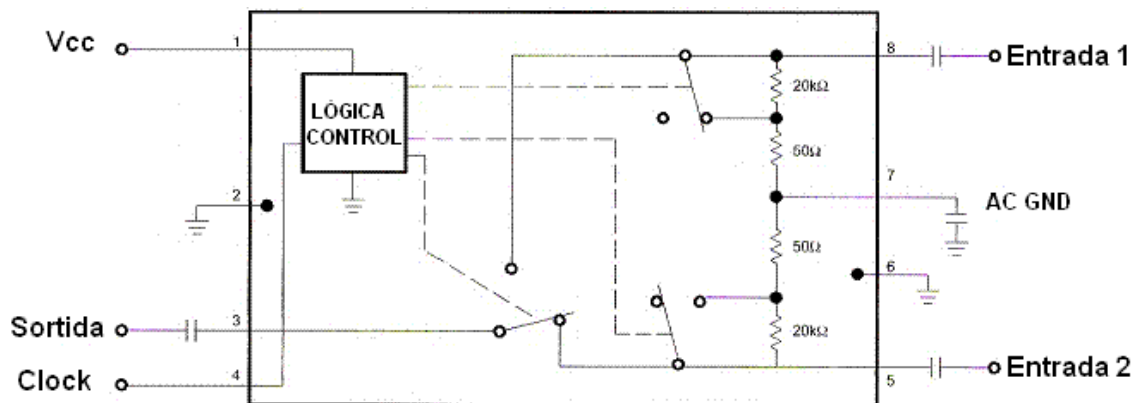 Vcc
1
8
Entrada 1
20kΩ
LÒGICA
CONTROL
50Ω
7
2
AC GND
50Ω
6
Sortida
3
20kΩ
Clock
4
5
Entrada 2